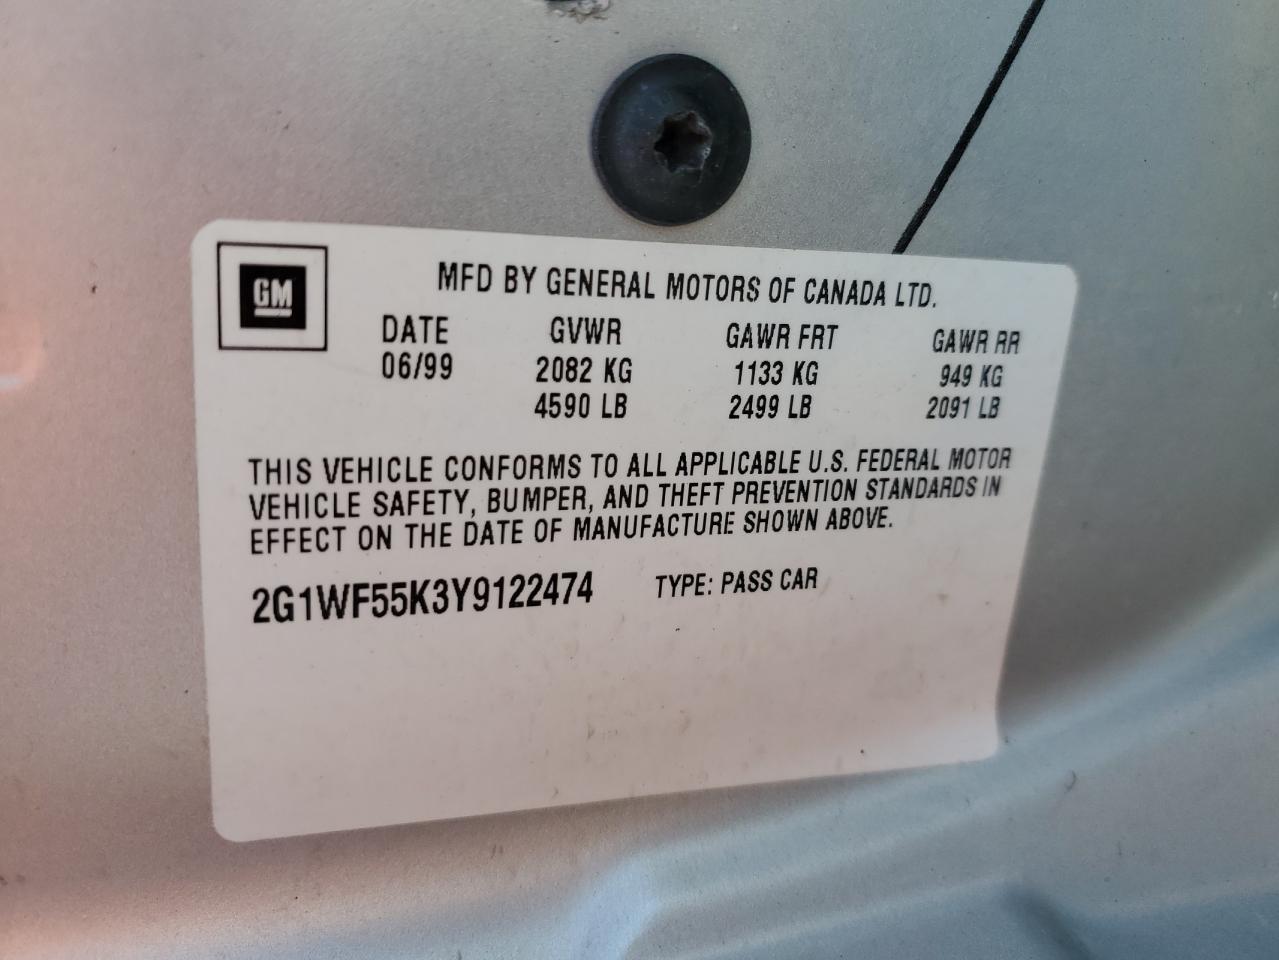 GM
MFD BY GENERAL MOTORS OF CANADA LTD.
DATE GVWR GAWR FRT GAWR RR
06/99 2082 KG 1133 KG 949 KG
4590 LB 2499 LB 2091 LB
THIS VEHICLE CONFORMS TO ALL APPLICABLE U.S. FEDERAL MOTOR
VEHICLE SAFETY, BUMPER, AND THEFT PREVENTION STANDARDS IN
EFFECT ON THE DATE OF MANUFACTURE SHOWN ABOVE.
2G1WF55K3Y9122474 TYPE: PASS CAR